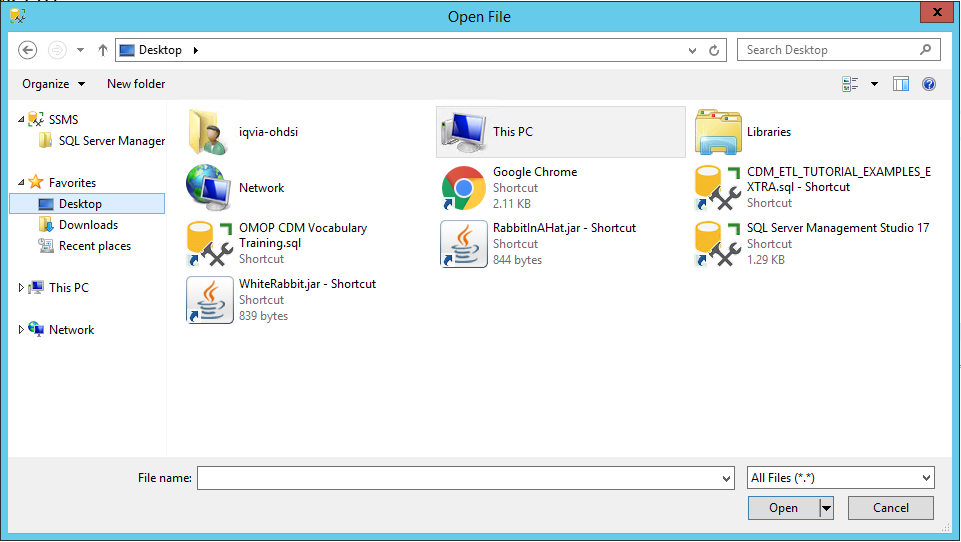 Open File
Desktop
Search Desktop
Organize
New folder
SSMS
SQL Server Manager
Favorites
Desktop
Downloads
Recent places
This PC
Network
iqvia-ohdsi
This PC
Libraries
Network
Google Chrome
Shortcut
2.11 KB
CDM_ETL_TUTORIAL_EXAMPLES_E
XTRA.sql - Shortcut
Shortcut
OMOP CDM Vocabulary
Training.sql
Shortcut
RabbitInAHat.jar - Shortcut
Shortcut
844 bytes
SQL Server Management Studio 17
Shortcut
1.29 KB
WhiteRabbit.jar - Shortcut
Shortcut
839 bytes
File name:
All Files (*.*)
Open
Cancel